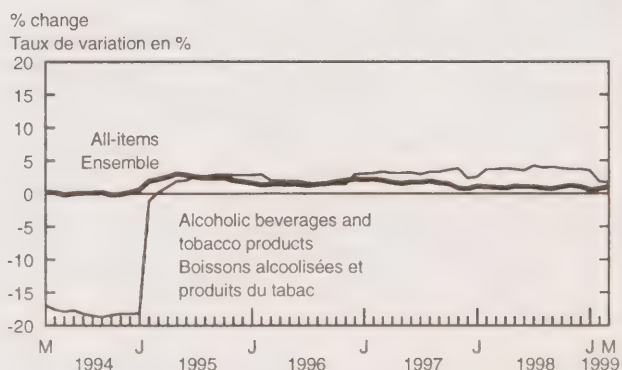 % change
Taux de variation en %
20
15
10
5
0
-5
-10
-15
-20
All-items
Ensemble
Alcoholic beverages and
tobacco products
Boissons alcoolisées et
produits du tabac
M J J J J J M
1994 1995 1996 1997 1998 1999